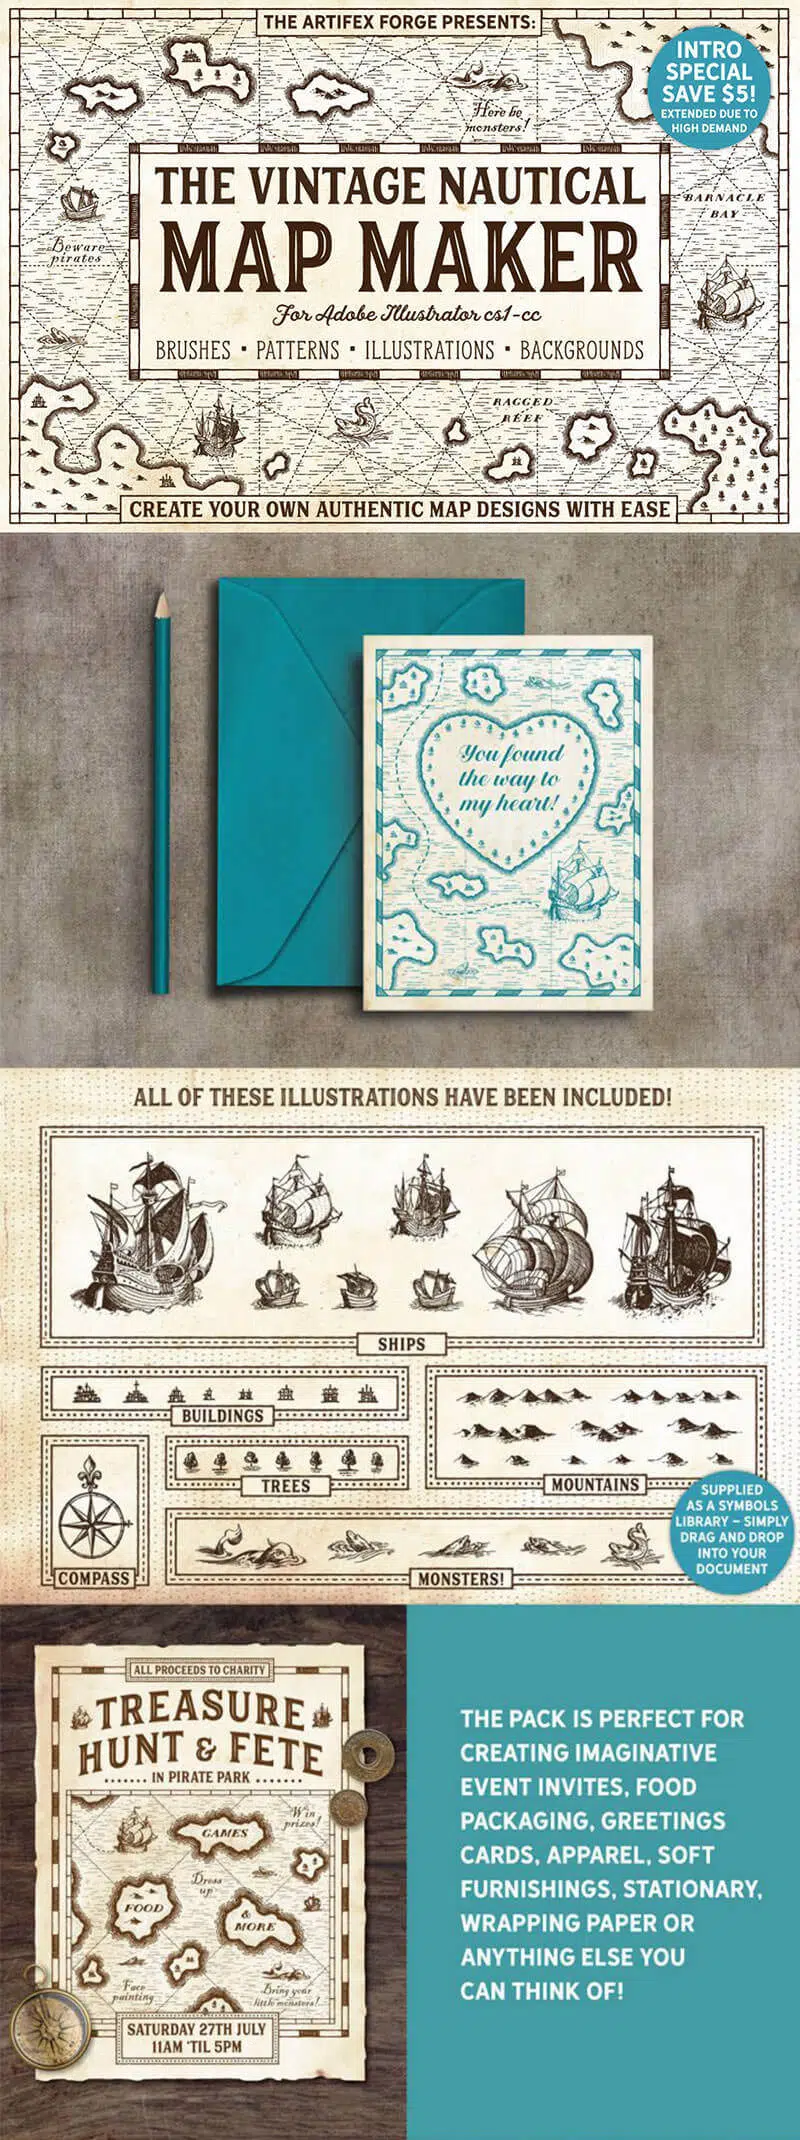 THE ARTIFEX FORGE PRESENTS:
INTRO
SPECIAL
SAVE $5!
EXTENDED DUE TO
HIGH DEMAND
Here be
monsters!
THE VINTAGE NAUTICAL
MAP MAKER
For Adobe Illustrator cs1-cc
BRUSHES • PATTERNS • ILLUSTRATIONS • BACKGROUNDS
BARNACLE
BAY
Beware
pirates
RAGGED
REEF
CREATE YOUR OWN AUTHENTIC MAP DESIGNS WITH EASE
You found
the way to
my heart!
ALL OF THESE ILLUSTRATIONS HAVE BEEN INCLUDED!
SHIPS
BUILDINGS
TREES
MOUNTAINS
COMPASS
MONSTERS!
SUPPLIED
AS A SYMBOLS
LIBRARY – SIMPLY
DRAG AND DROP
INTO YOUR
DOCUMENT
ALL PROCEEDS TO CHARITY
TREASURE
HUNT & FETE
IN PIRATE PARK
Win
prizes!
GAMES
Dress
up
FOOD
&
MORE
Face
painting
Bring your
little monsters!
SATURDAY 27TH JULY
11AM 'TIL 5PM
THE PACK IS PERFECT FOR
CREATING IMAGINATIVE
EVENT INVITES, FOOD
PACKAGING, GREETINGS
CARDS, APPAREL, SOFT
FURNISHINGS, STATIONARY,
WRAPPING PAPER OR
ANYTHING ELSE YOU
CAN THINK OF!